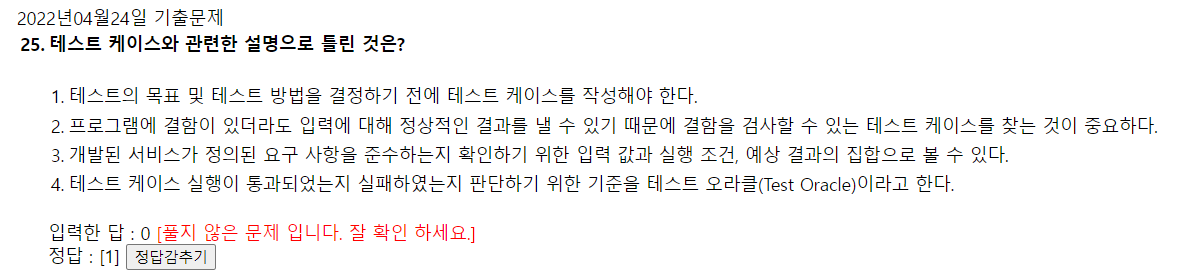 2022년04월24일 기출문제
25. 테스트 케이스와 관련한 설명으로 틀린 것은?
1. 테스트의 목표 및 테스트 방법을 결정하기 전에 테스트 케이스를 작성해야 한다.
2. 프로그램에 결함이 있더라도 입력에 대해 정상적인 결과를 낼 수 있기 때문에 결함을 검사할 수 있는 테스트 케이스를 찾는 것이 중요하다.
3. 개발된 서비스가 정의된 요구 사항을 준수하는지 확인하기 위한 입력 값과 실행 조건, 예상 결과의 집합으로 볼 수 있다.
4. 테스트 케이스 실행이 통과되었는지 실패하였는지 판단하기 위한 기준을 테스트 오라클(Test Oracle)이라고 한다.
입력한 답 : 0 [풀지 않은 문제 입니다. 잘 확인 하세요.]
정답 : [1] 정답감추기